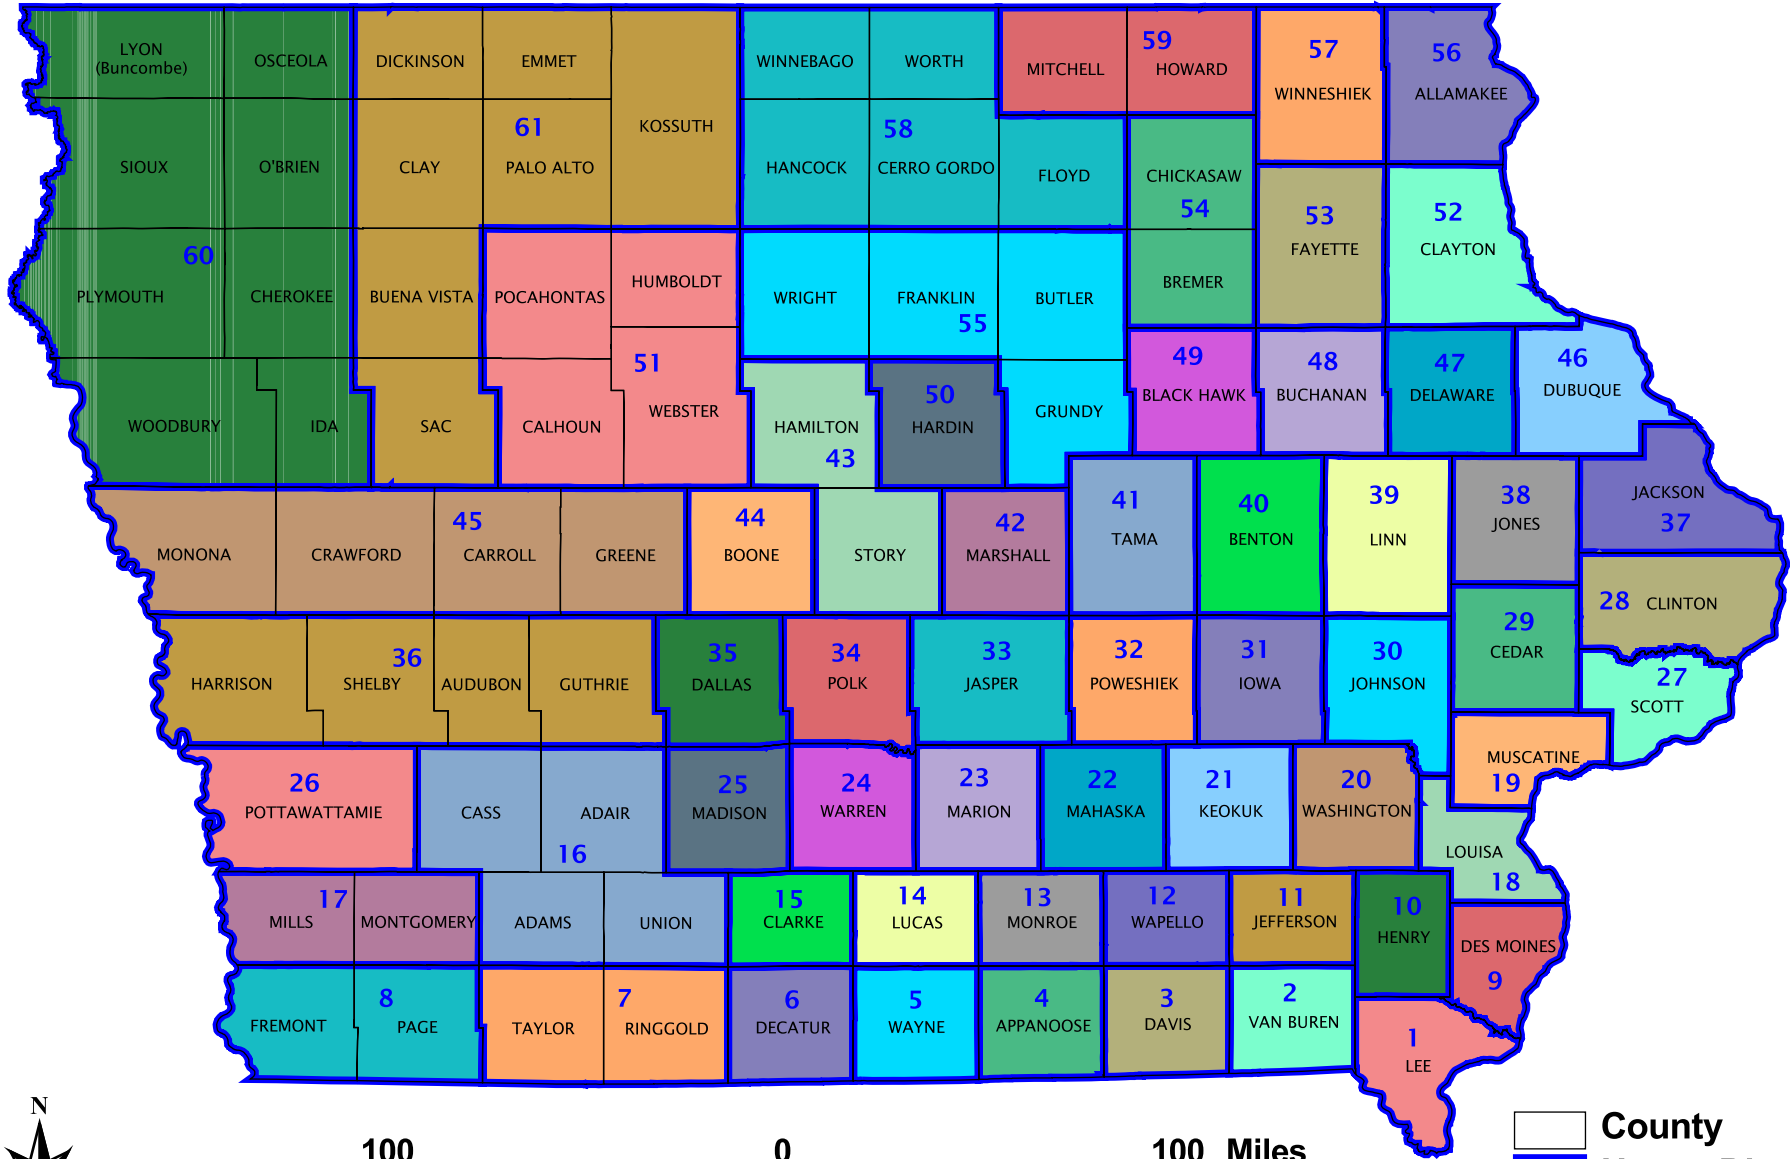 LYON
(Buncombe)
OSCEOLA
DICKINSON
EMMET
WINNEBAGO
WORTH
MITCHELL
59
HOWARD
57
WINNESHIEK
56
ALLAMAKEE
SIOUX
O'BRIEN
CLAY
61
PALO ALTO
KOSSUTH
HANCOCK
58
CERRO GORDO
FLOYD
CHICKASAW
54
53
FAYETTE
52
CLAYTON
60
PLYMOUTH
CHEROKEE
BUENA VISTA
POCAHONTAS
HUMBOLDT
WRIGHT
FRANKLIN
55
BUTLER
BREMER
51
WEBSTER
49
BLACK HAWK
48
BUCHANAN
47
DELAWARE
46
DUBUQUE
WOODBURY
IDA
SAC
CALHOUN
HAMILTON
43
50
HARDIN
GRUNDY
MONONA
CRAWFORD
45
CARROLL
GREENE
44
BOONE
STORY
42
MARSHALL
41
TAMA
40
BENTON
39
LINN
38
JONES
JACKSON
37
28 CLINTON
HARRISON
36
SHELBY
AUDUBON
GUTHRIE
35
DALLAS
34
POLK
33
JASPER
32
POWESHIEK
31
IOWA
30
JOHNSON
29
CEDAR
27
SCOTT
26
POTTAWATTAMIE
CASS
ADAIR
16
25
MADISON
24
WARREN
23
MARION
22
MAHASKA
21
KEOKUK
20
WASHINGTON
MUSCATINE
19
LOUISA
18
17
MILLS
MONTGOMERY
ADAMS
UNION
15
CLARKE
14
LUCAS
13
MONROE
12
WAPELLO
11
JEFFERSON
10
HENRY
DES MOINES
9
FREMONT
8
PAGE
TAYLOR
7
RINGGOLD
6
DECATUR
5
WAYNE
4
APPANOOSE
3
DAVIS
2
VAN BUREN
1
LEE
N
100 0 100 Miles
County